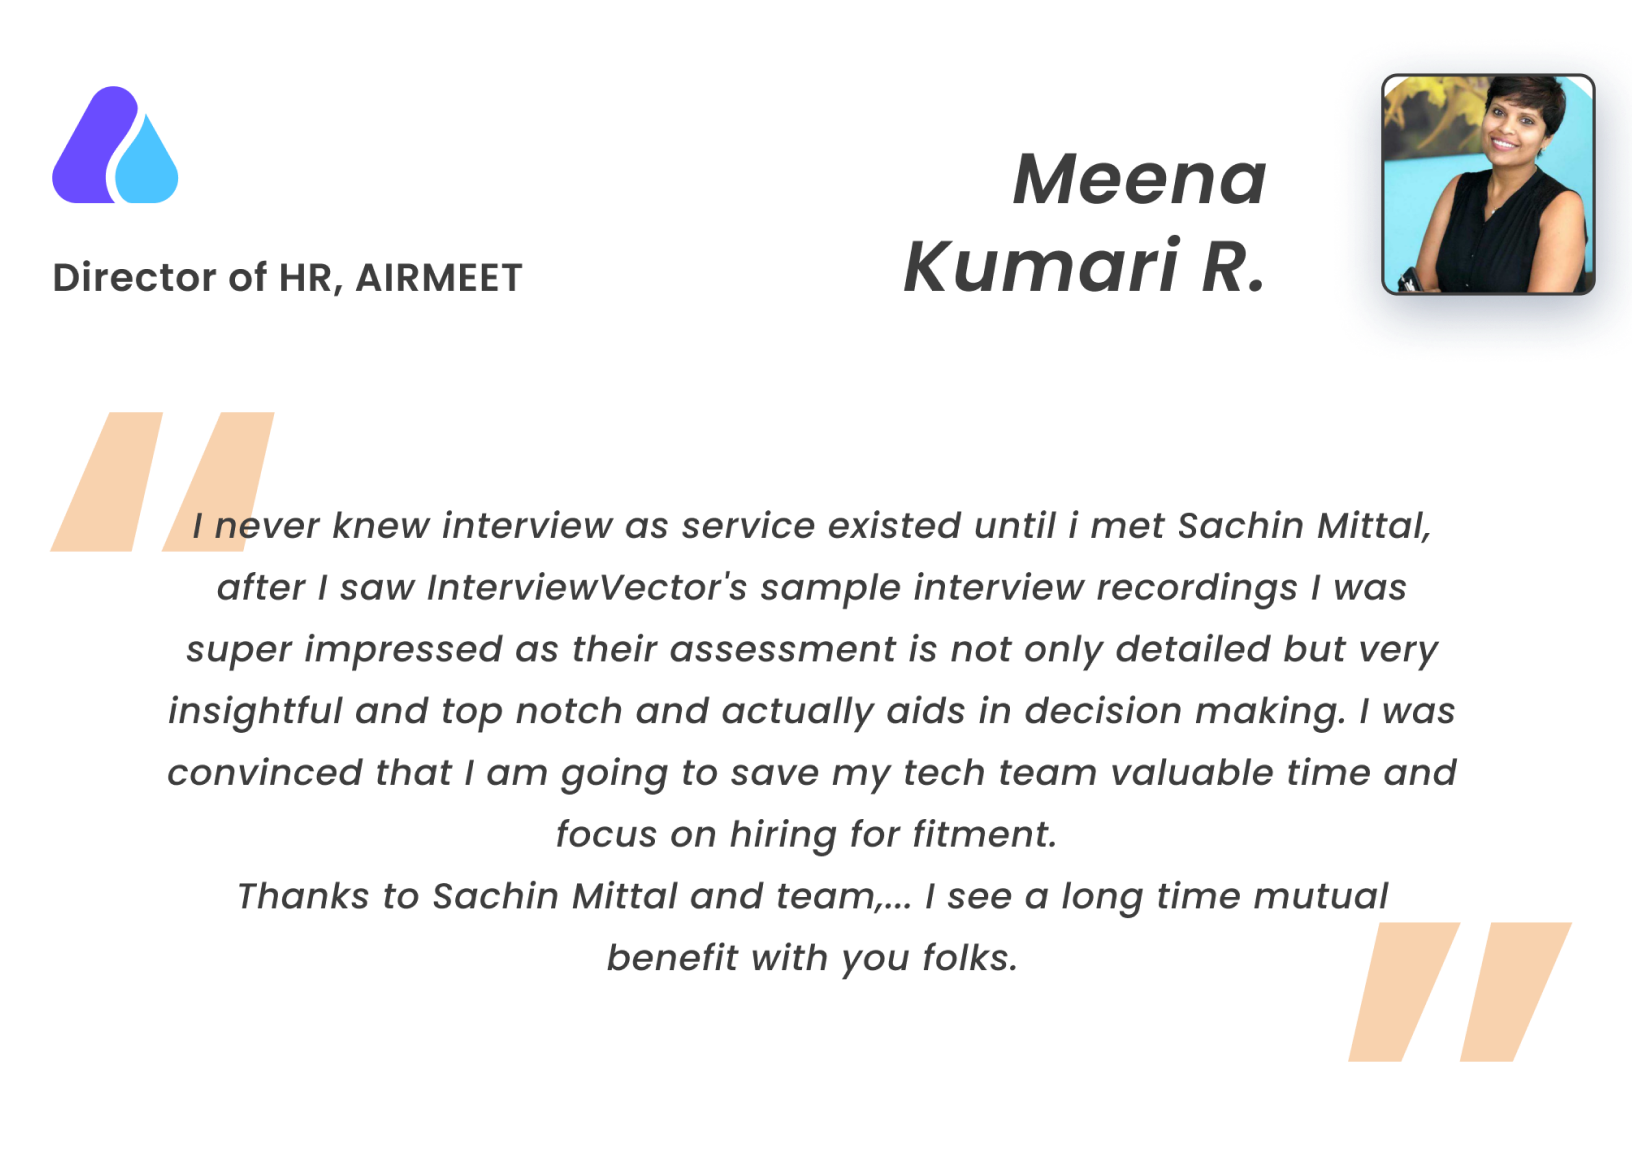 Director of HR, AIRMEET
Meena
Kumari R.
I never knew interview as service existed until i met Sachin Mittal,
after I saw InterviewVector's sample interview recordings I was
super impressed as their assessment is not only detailed but very
insightful and top notch and actually aids in decision making. I was
convinced that I am going to save my tech team valuable time and
focus on hiring for fitment.
Thanks to Sachin Mittal and team,... I see a long time mutual
benefit with you folks.